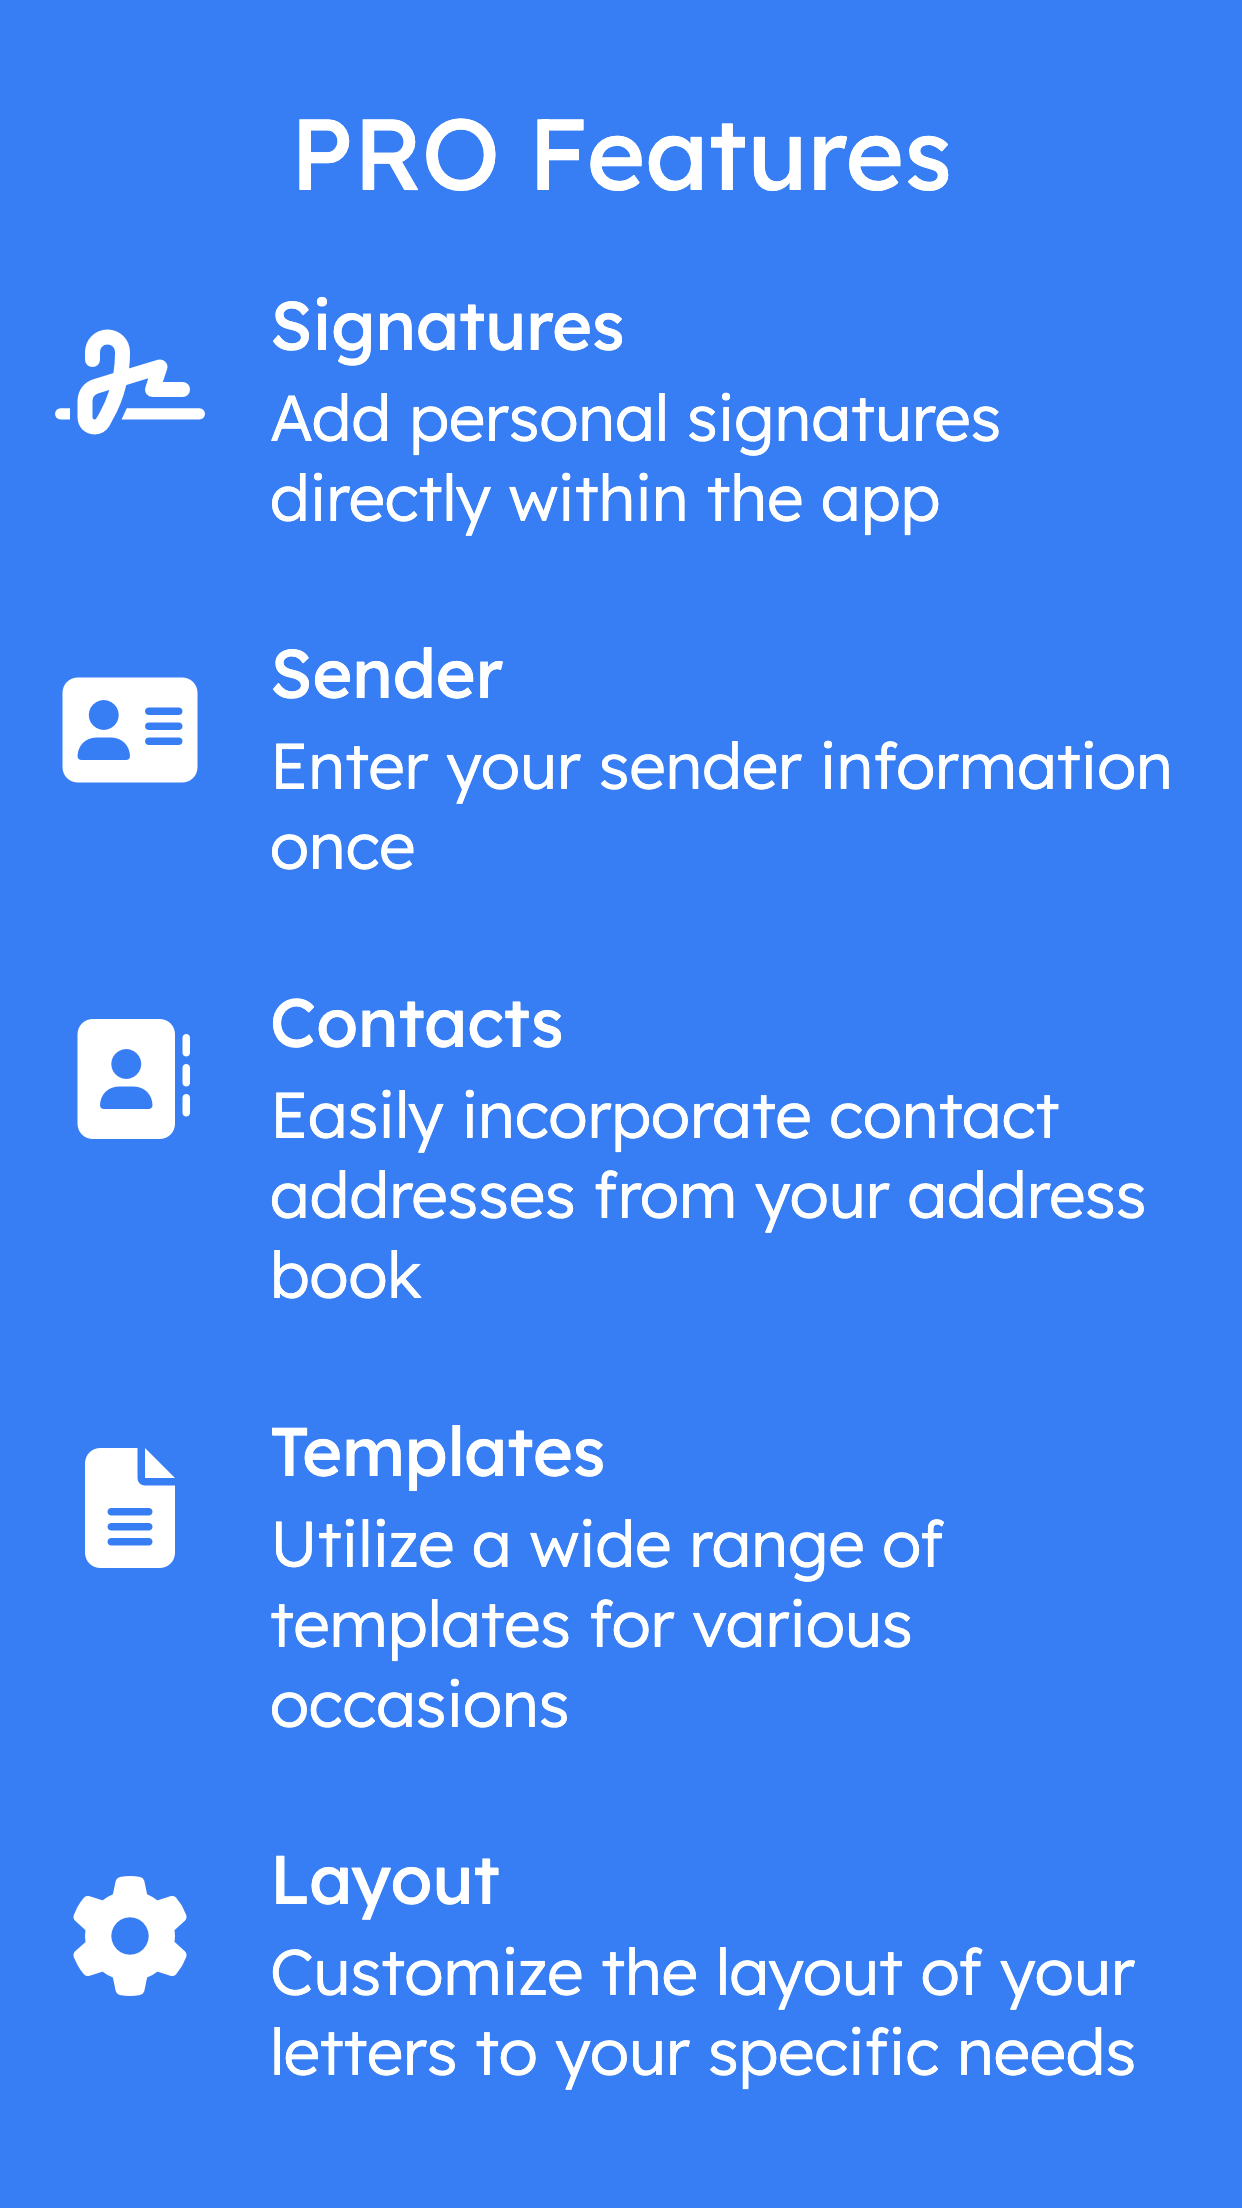 PRO Features
Signatures
Add personal signatures
directly within the app
Sender
Enter your sender information
once
Contacts
Easily incorporate contact
addresses from your address
book
Templates
Utilize a wide range of
templates for various
occasions
Layout
Customize the layout of your
letters to your specific needs